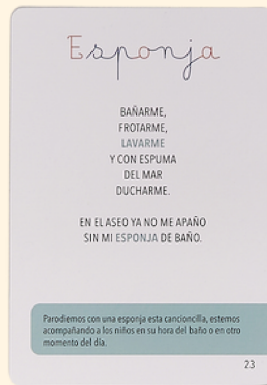 Esponja
BAÑARME,
FROTARME,
LAVARME
Y CON ESPUMA
DEL MAR
DUCHARME.
EN EL ASEO YA NO ME APAÑO
SIN MI ESPONJA DE BAÑO.
Parodiemos con una esponja esta cancioncilla, estemos
acompañando a los niños en su hora del baño o en otro
momento del día.
23